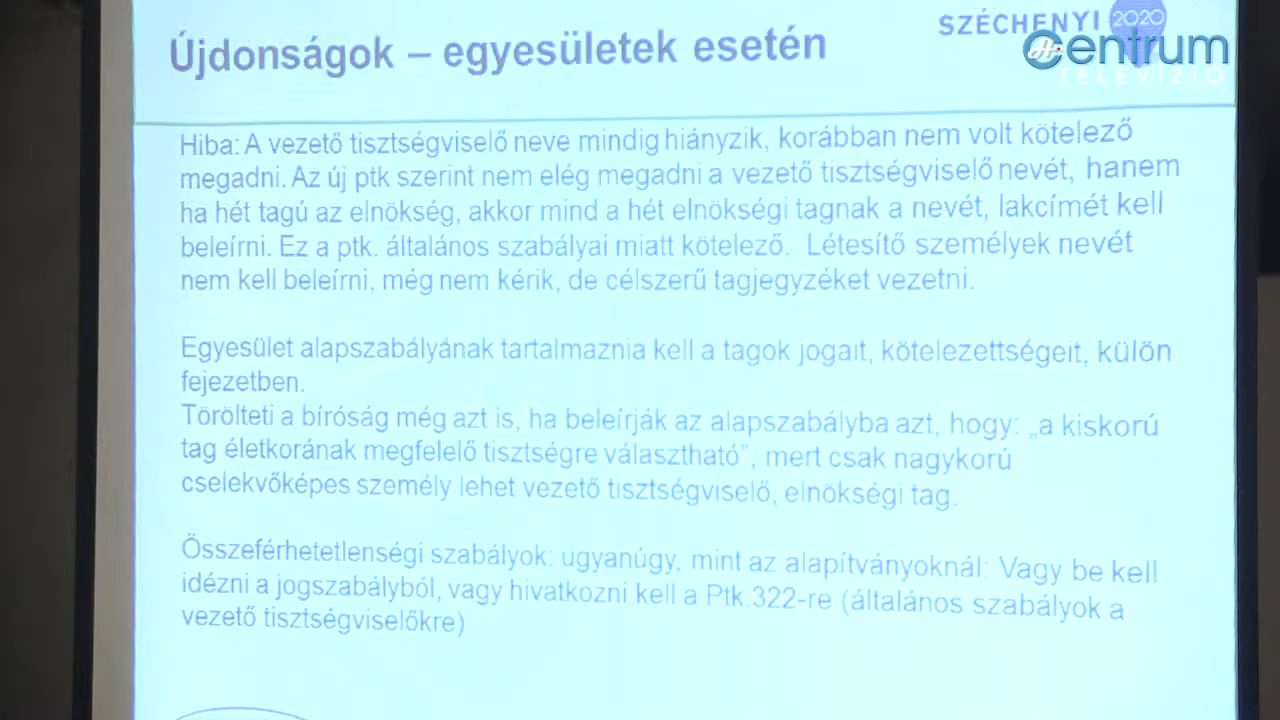 SZÉCHENYI 2020
Centrum
TELEVÍZIÓ
Újdonságok – egyesületek esetén
Hiba: A vezető tisztségviselő neve mindig hiányzik, korábban nem volt kötelező
megadni. Az új ptk szerint nem elég megadni a vezető tisztségviselő nevét, hanem
ha hét tagú az elnökség, akkor mind a hét elnökségi tagnak a nevét, lakcímét kell
beleírni. Ez a ptk. általános szabályai miatt kötelező. Létesítő személyek nevét
nem kell beleírni, még nem kérik, de célszerű tagjegyzéket vezetni.
Egyesület alapszabályának tartalmaznia kell a tagok jogait, kötelezettségeit, külön
fejezetben.
Törölteti a bíróság még azt is, ha beleírják az alapszabályba azt, hogy: „a kiskorú
tag életkorának megfelelő tisztségre választható”, mert csak nagykorú
cselekvőképes személy lehet vezető tisztségviselő, elnökségi tag.
Összeférhetetlenségi szabályok: ugyanúgy, mint az alapítványoknál: Vagy be kell
idézni a jogszabályból, vagy hivatkozni kell a Ptk.322-re (általános szabályok a
vezető tisztségviselőkre)